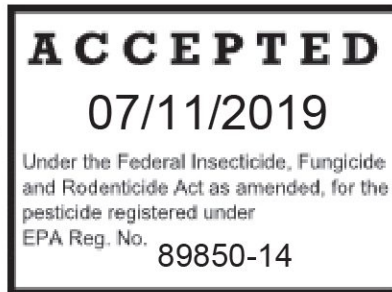 ACCEPTED
07/11/2019
Under the Federal Insecticide, Fungicide
and Rodenticide Act as amended, for the
pesticide registered under
EPA Reg. No. 89850-14